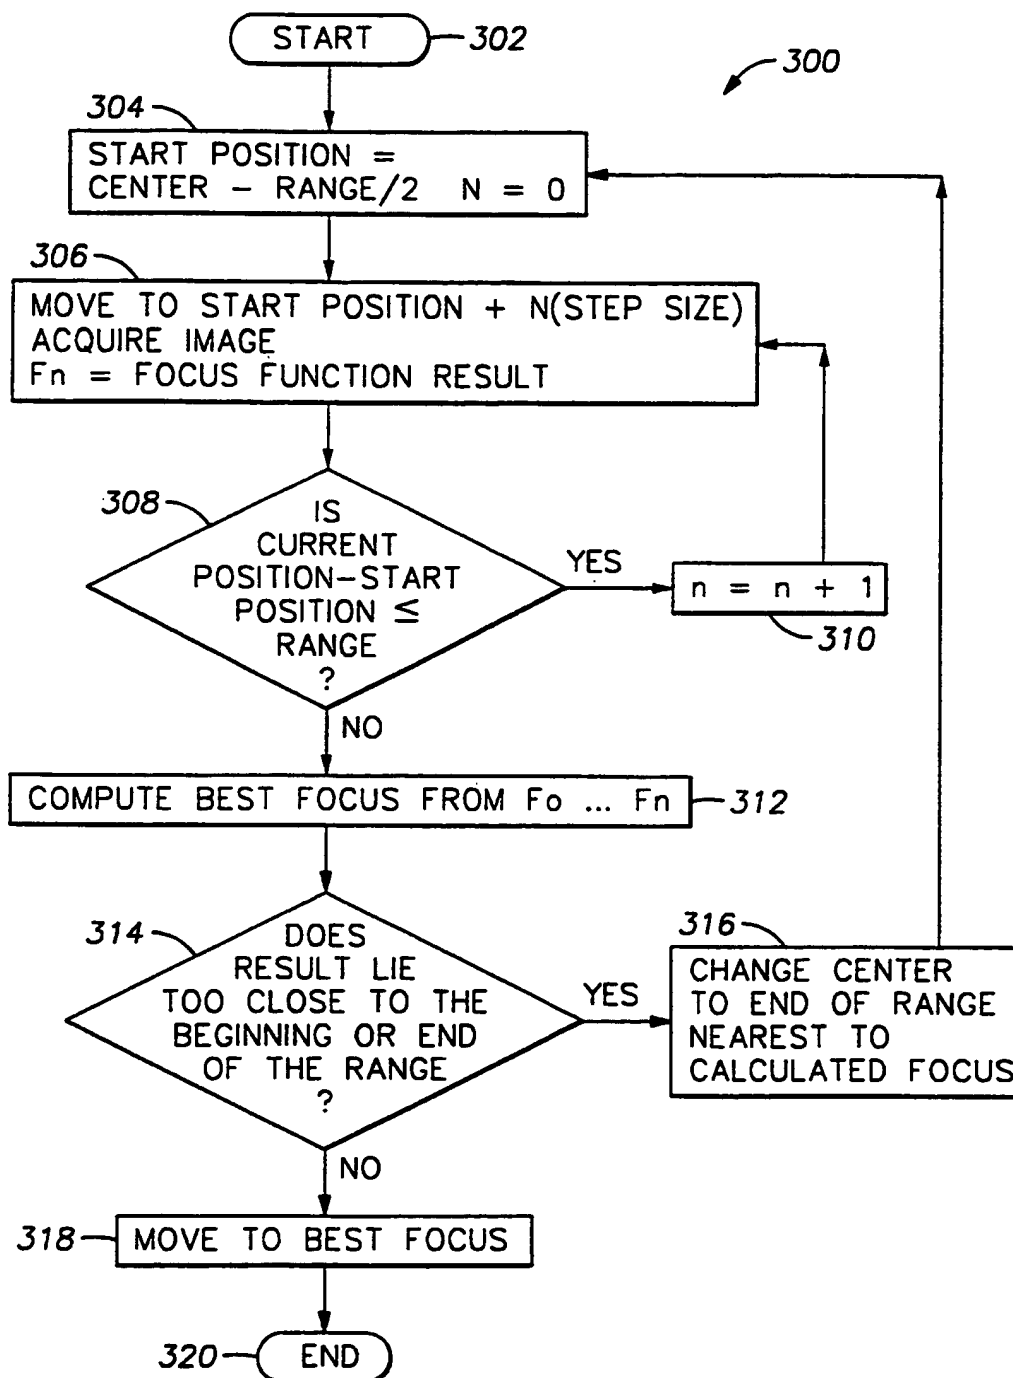 START
302
300
304
START POSITION =
CENTER - RANGE/2 N = 0
306
MOVE TO START POSITION + N(STEP SIZE)
ACQUIRE IMAGE
Fn = FOCUS FUNCTION RESULT
308
IS
CURRENT
POSITION-START
POSITION ≤
RANGE
?
YES
n = n + 1
310
NO
COMPUTE BEST FOCUS FROM Fo ... Fn
312
314
DOES
RESULT LIE
TOO CLOSE TO THE
BEGINNING OR END
OF THE RANGE
?
YES
316
CHANGE CENTER
TO END OF RANGE
NEAREST TO
CALCULATED FOCUS
NO
318
MOVE TO BEST FOCUS
320
END